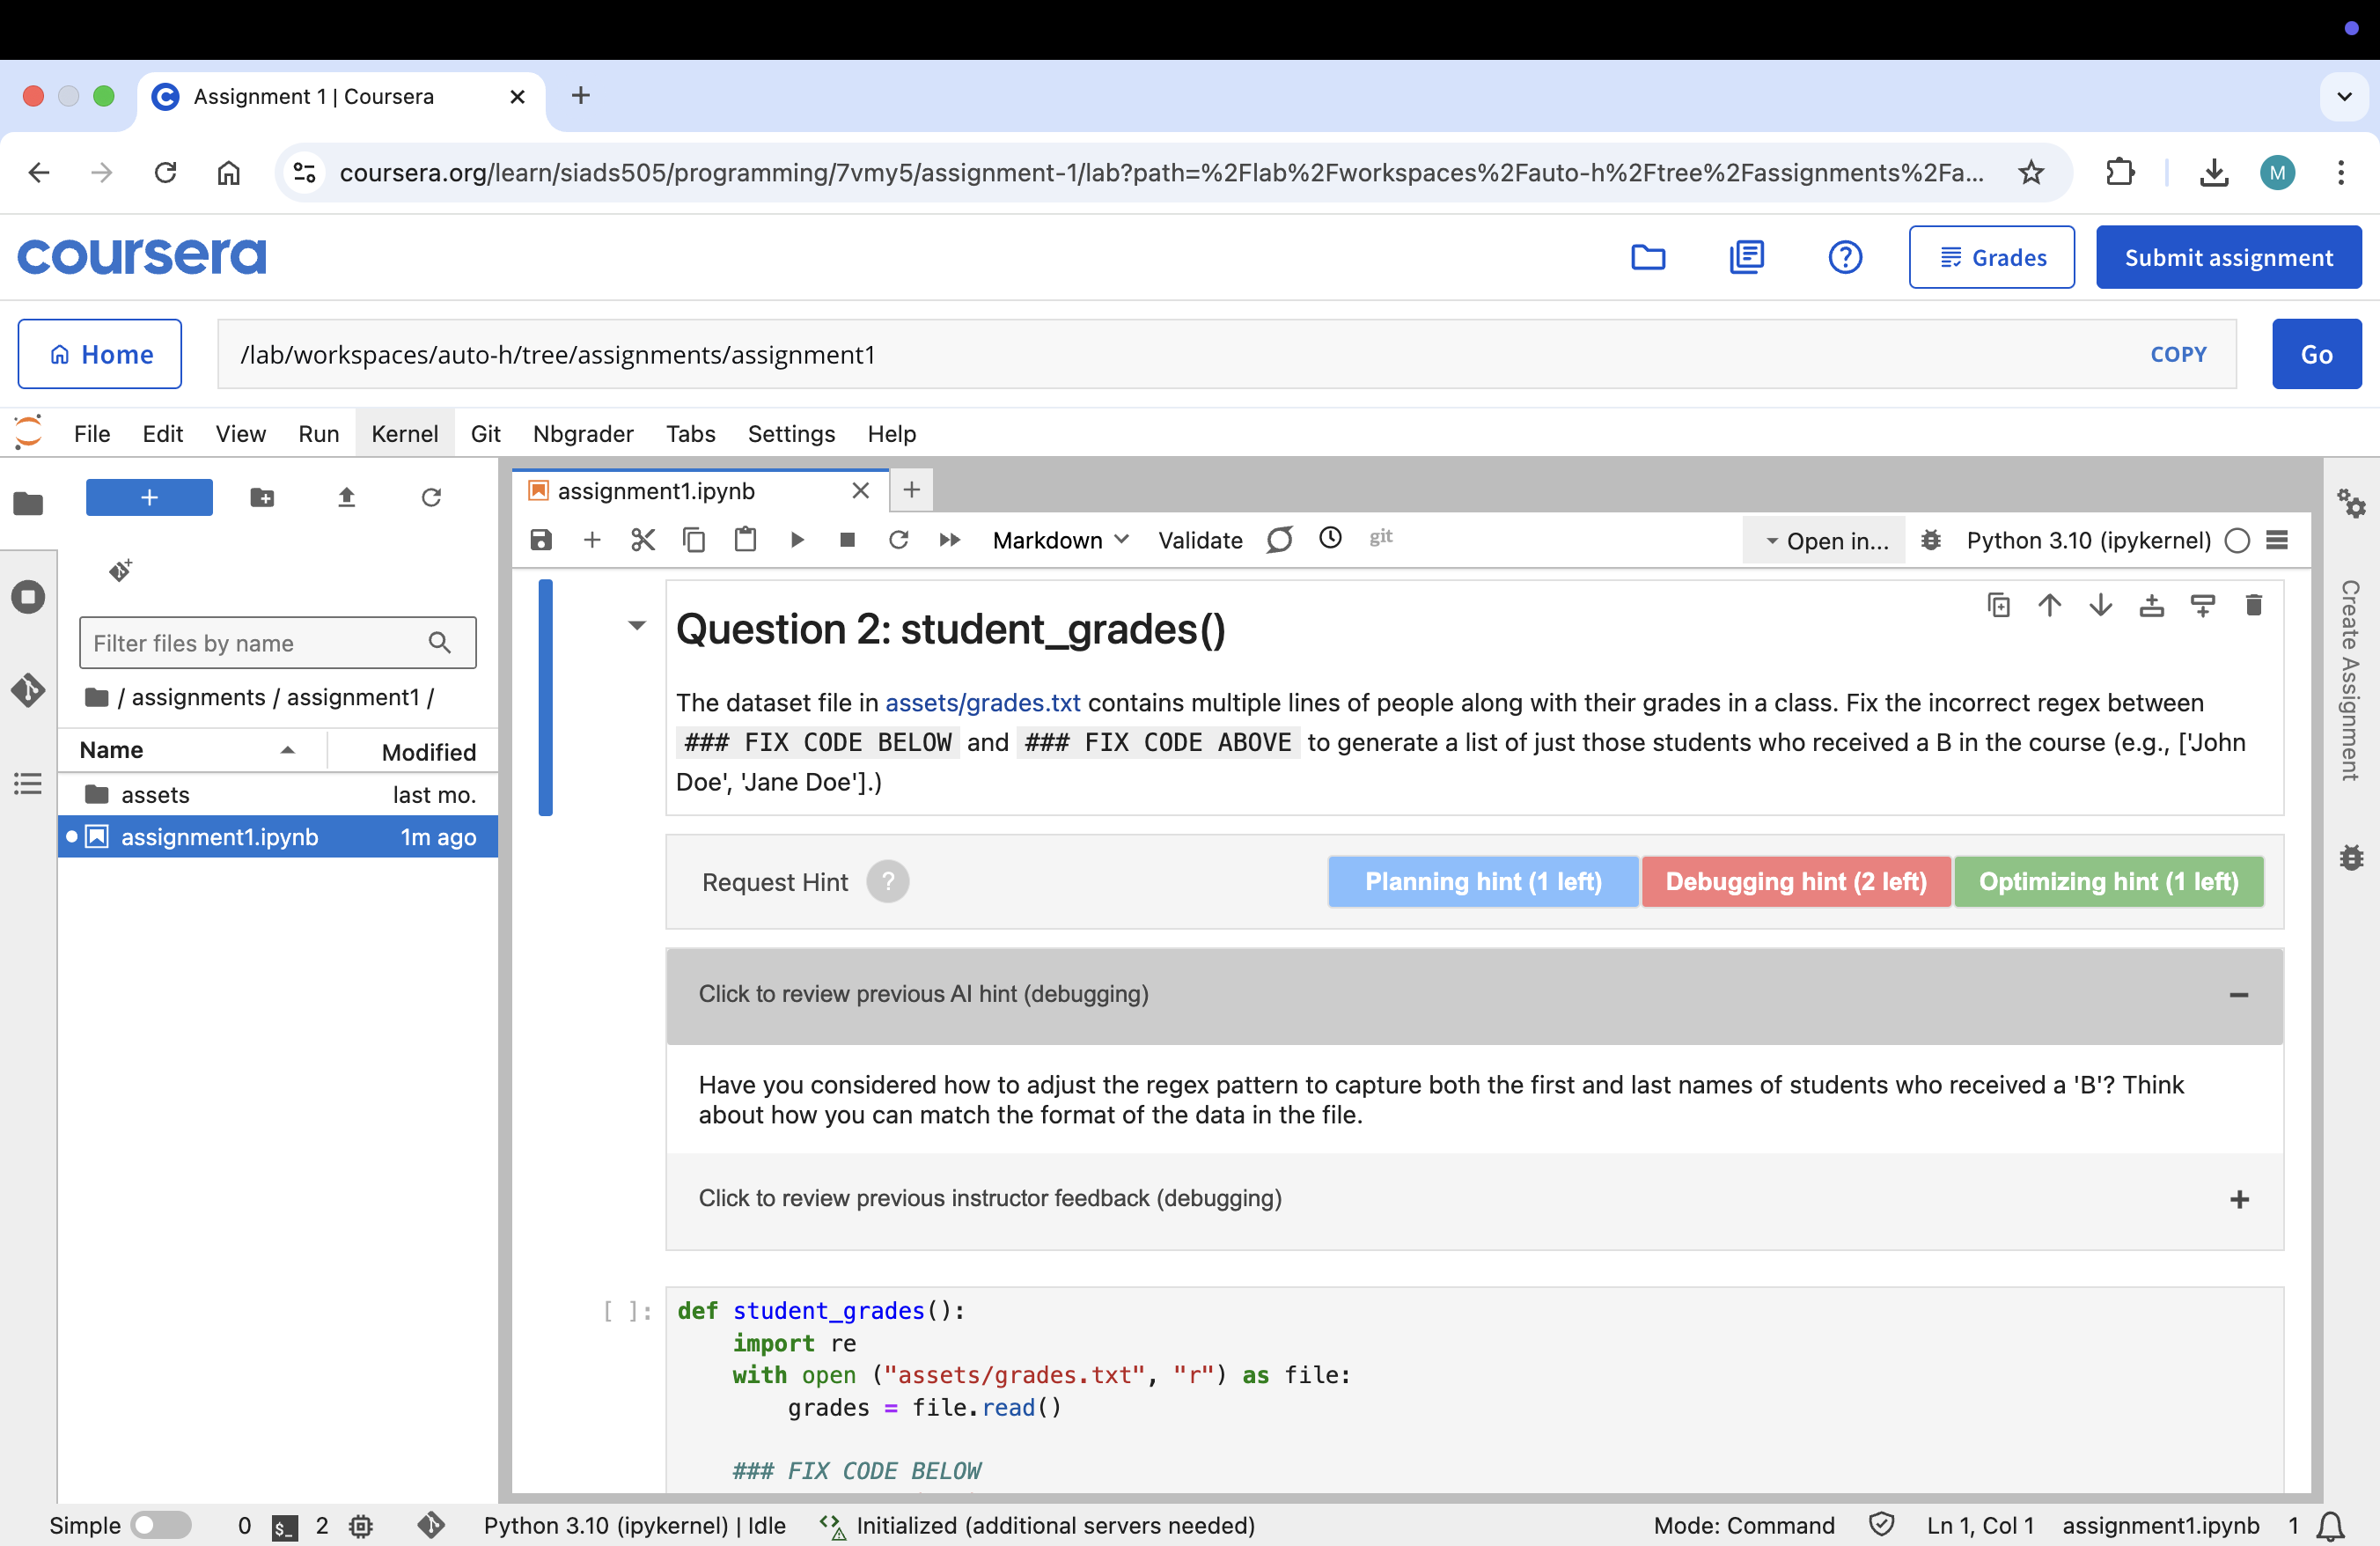 Assignment 1 | Coursera
coursera.org/learn/siads505/programming/7vmy5/assignment-1/lab?path=%2Flab%2Fworkspaces%2Fauto-h%2Ftree%2Fassignments%2Fa...
M
coursera
Grades
Submit assignment
Home
/lab/workspaces/auto-h/tree/assignments/assignment1
COPY
Go
File Edit View Run Kernel Git Nbgrader Tabs Settings Help
Filter files by name
/ assignments / assignment1 /
Name Modified
assets last mo.
assignment1.ipynb 1m ago
assignment1.ipynb
Markdown Validate git Open in... Python 3.10 (ipykernel)
Question 2: student_grades()
The dataset file in assets/grades.txt contains multiple lines of people along with their grades in a class. Fix the incorrect regex between
### FIX CODE BELOW and ### FIX CODE ABOVE to generate a list of just those students who received a B in the course (e.g., ['John
Doe', 'Jane Doe'].)
Request Hint ?
Planning hint (1 left) Debugging hint (2 left) Optimizing hint (1 left)
Click to review previous AI hint (debugging)
Have you considered how to adjust the regex pattern to capture both the first and last names of students who received a 'B'? Think
about how you can match the format of the data in the file.
Click to review previous instructor feedback (debugging)
[ ]:
def student_grades():
    import re
    with open ("assets/grades.txt", "r") as file:
        grades = file.read()
    ### FIX CODE BELOW
Create Assignment
Simple 0 $_ 2 Python 3.10 (ipykernel) | Idle Initialized (additional servers needed) Mode: Command Ln 1, Col 1 assignment1.ipynb 1